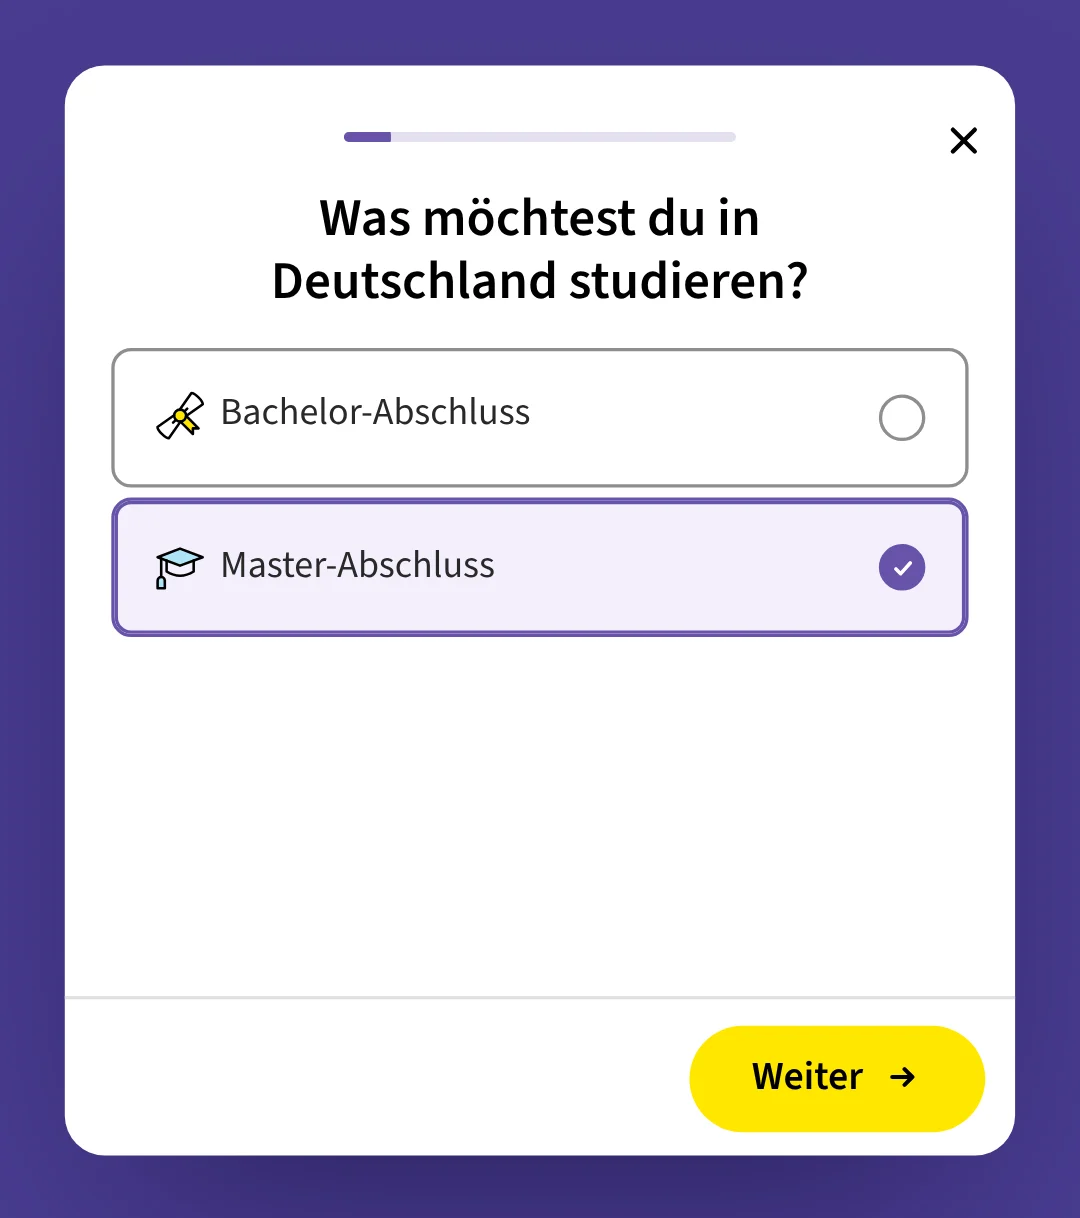 Was möchtest du in
Deutschland studieren?
Bachelor-Abschluss
Master-Abschluss
Weiter →